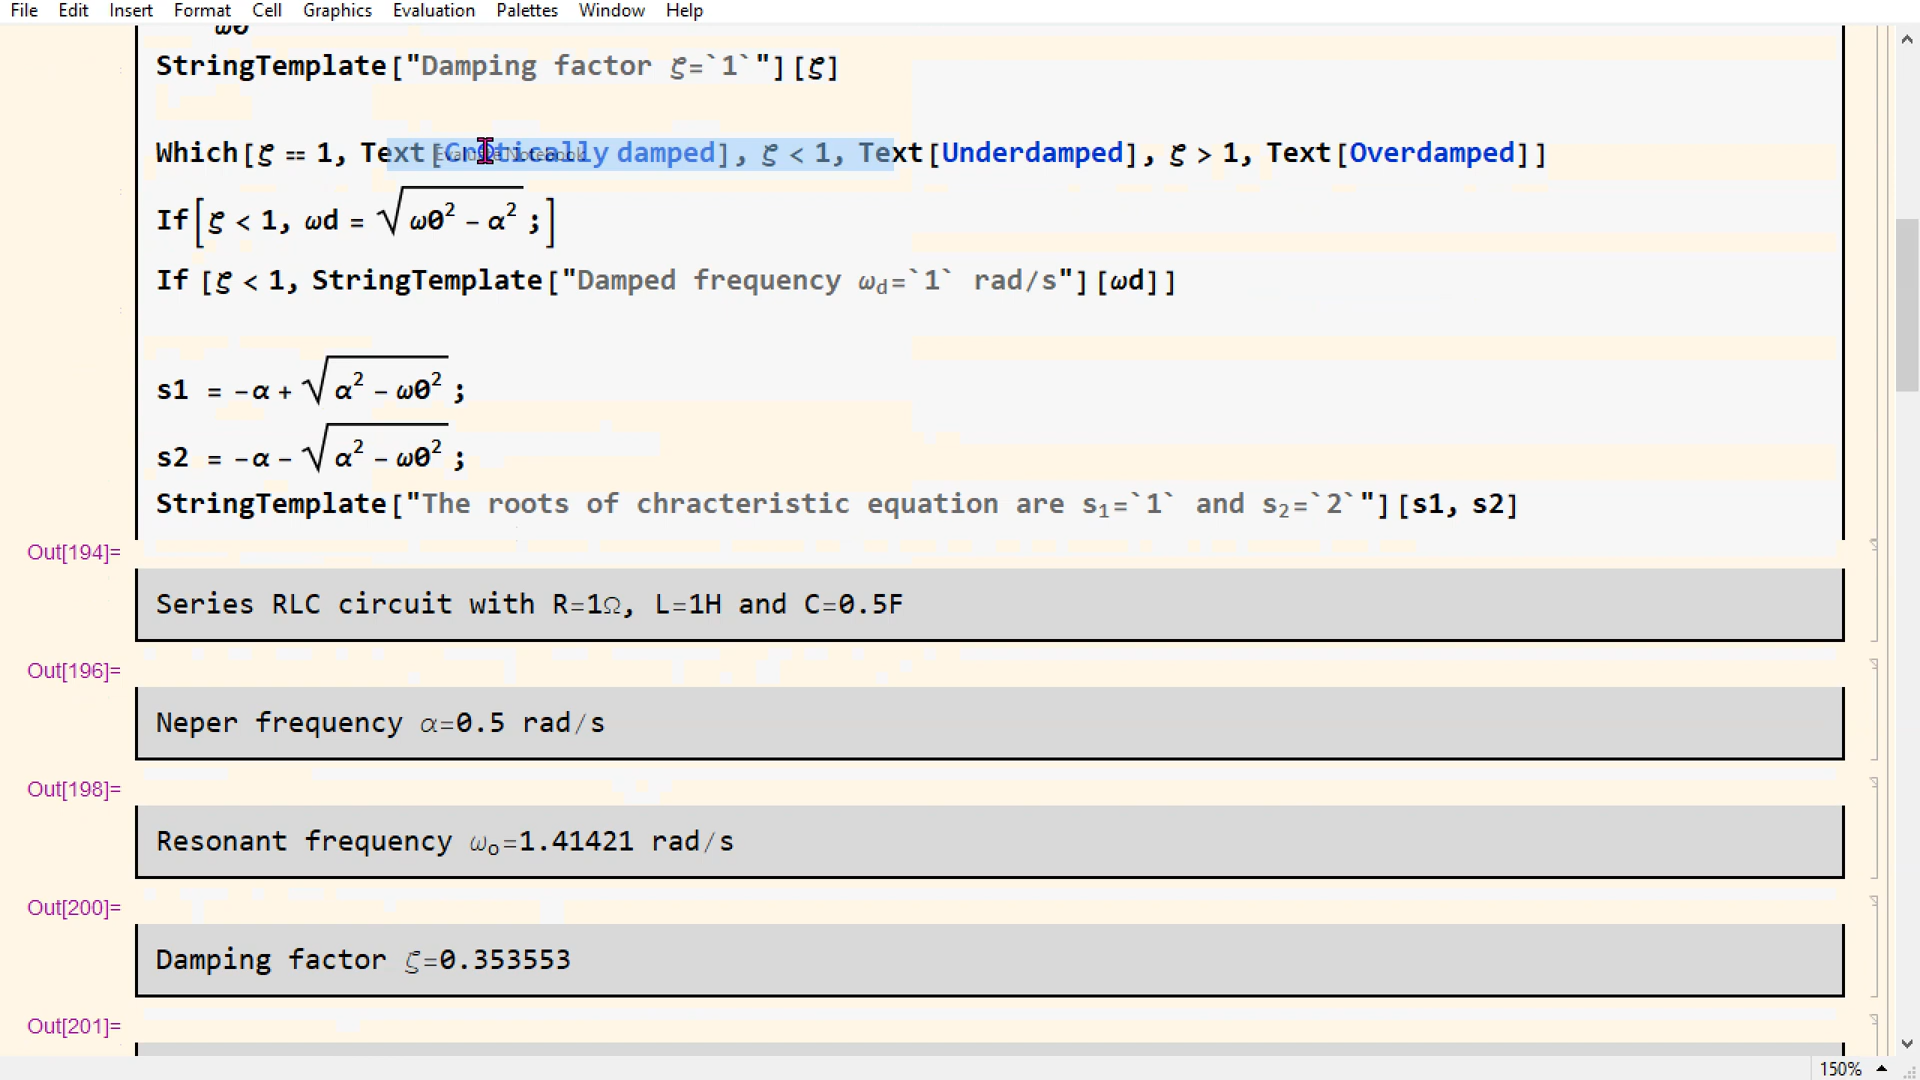 File Edit Insert Format Cell Graphics Evaluation Palettes Window Help
ω0
StringTemplate["Damping factor ζ=`1`"][ζ]
Which[ζ == 1, Text[Critically damped], ζ < 1, Text[Underdamped], ζ > 1, Text[Overdamped]]
Evaluate Notebook
If[ζ < 1, ωd = √(ω0² - α²);]
If [ζ < 1, StringTemplate["Damped frequency ω_d=`1` rad/s"][ωd]]
s1 = -α + √(α² - ω0²);
s2 = -α - √(α² - ω0²);
StringTemplate["The roots of chracteristic equation are s₁=`1` and s₂=`2`"][s1, s2]
Out[194]=
Series RLC circuit with R=1Ω, L=1H and C=0.5F
Out[196]=
Neper frequency α=0.5 rad/s
Out[198]=
Resonant frequency ωₒ=1.41421 rad/s
Out[200]=
Damping factor ζ=0.353553
Out[201]=
150%